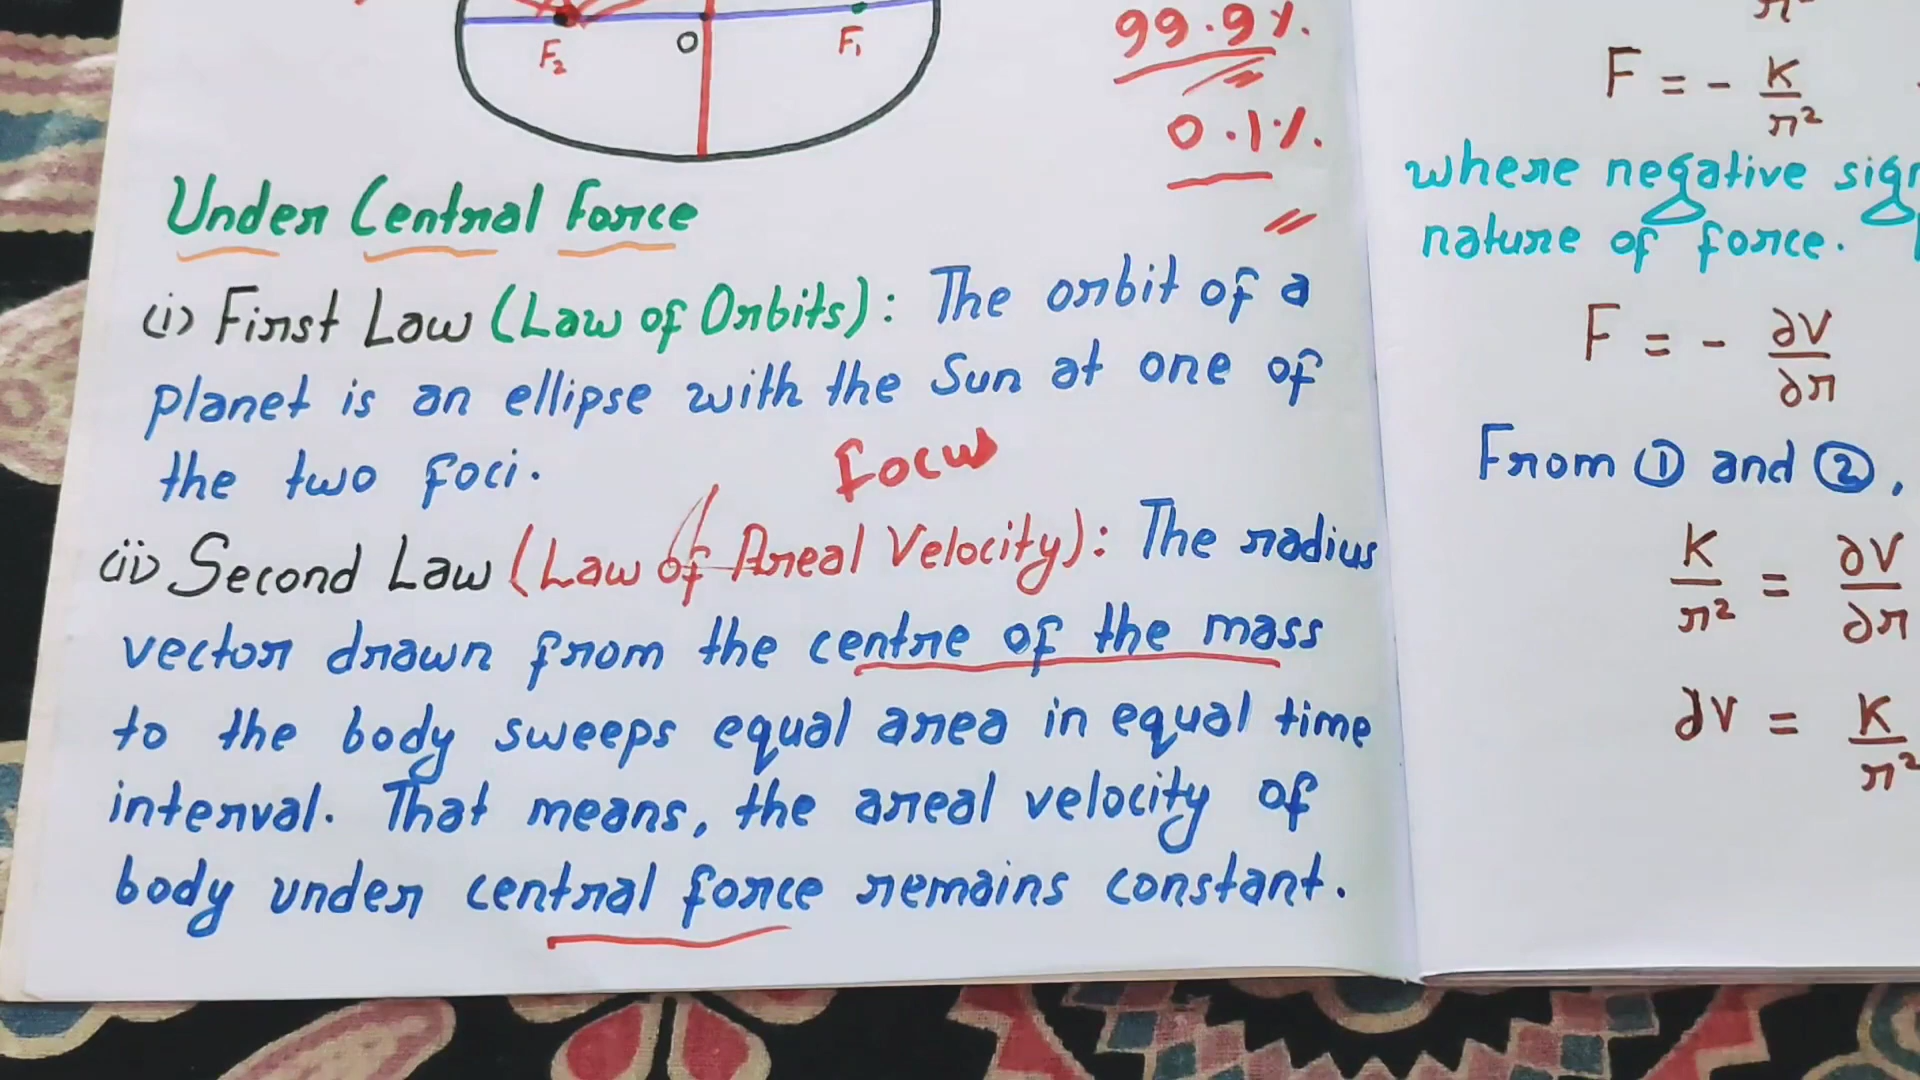 F₂ O F₁
99.9%.
0.1%.
Under Central Force
(i) First Law (Law of Orbits): The orbit of a
planet is an ellipse with the Sun at one of
the two foci.
Focus
(ii) Second Law (Law of Areal Velocity): The radius
vector drawn from the centre of the mass
to the body sweeps equal area in equal time
interval. That means, the areal velocity of
body under central force remains constant.
F = - K/r²
where negative sign
nature of force.
F = - ∂V/∂r
From ① and ②,
K/r² = ∂V/∂r
∂V = K/r²